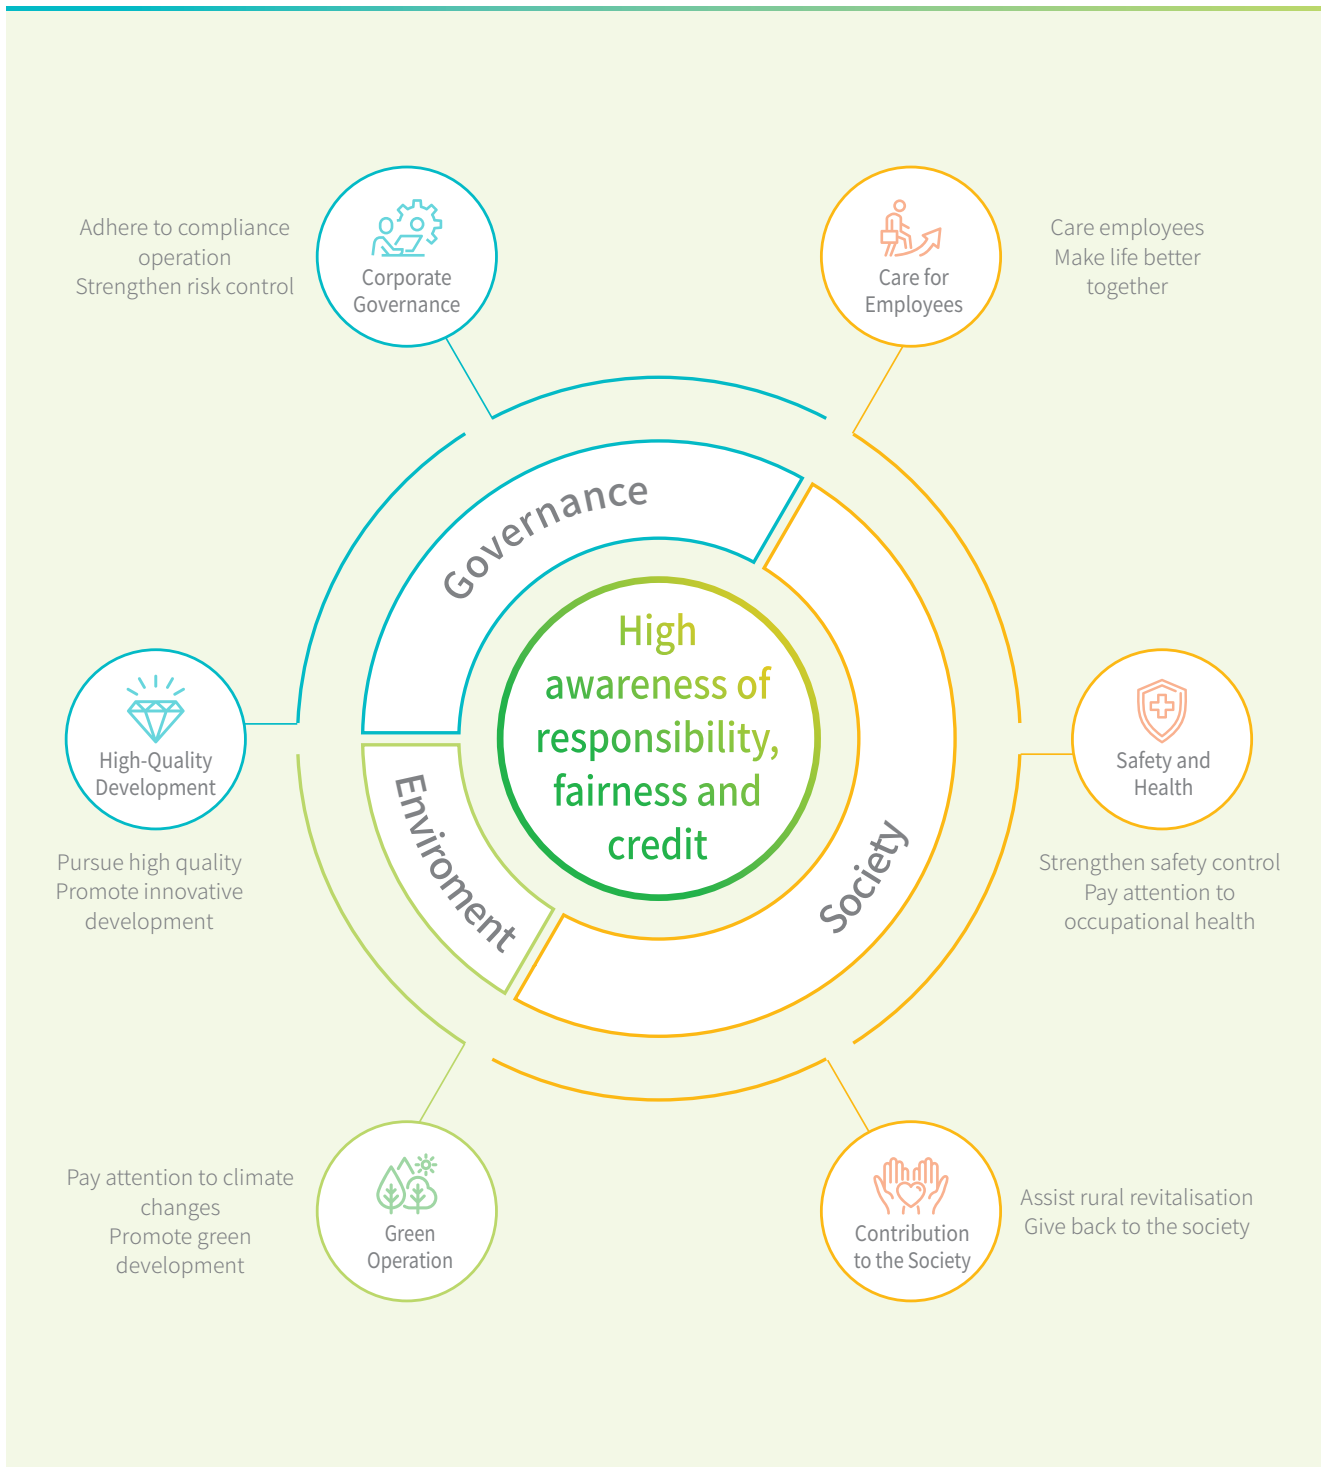 Adhere to compliance
operation
Strengthen risk control
Corporate
Governance
Care for
Employees
Care employees
Make life better
together
Governance
High
awareness of
responsibility,
fairness and
credit
Enviroment
Society
High-Quality
Development
Pursue high quality
Promote innovative
development
Safety and
Health
Strengthen safety control
Pay attention to
occupational health
Pay attention to climate
changes
Promote green
development
Green
Operation
Contribution
to the Society
Assist rural revitalisation
Give back to the society